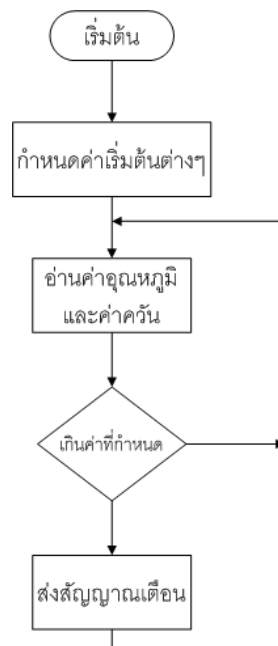 เริ่มต้น
กำหนดค่าเริ่มต้นต่างๆ
อ่านค่าอุณหภูมิ
และค่าควัน
เกินค่าที่กำหนด
ส่งสัญญาณเตือน